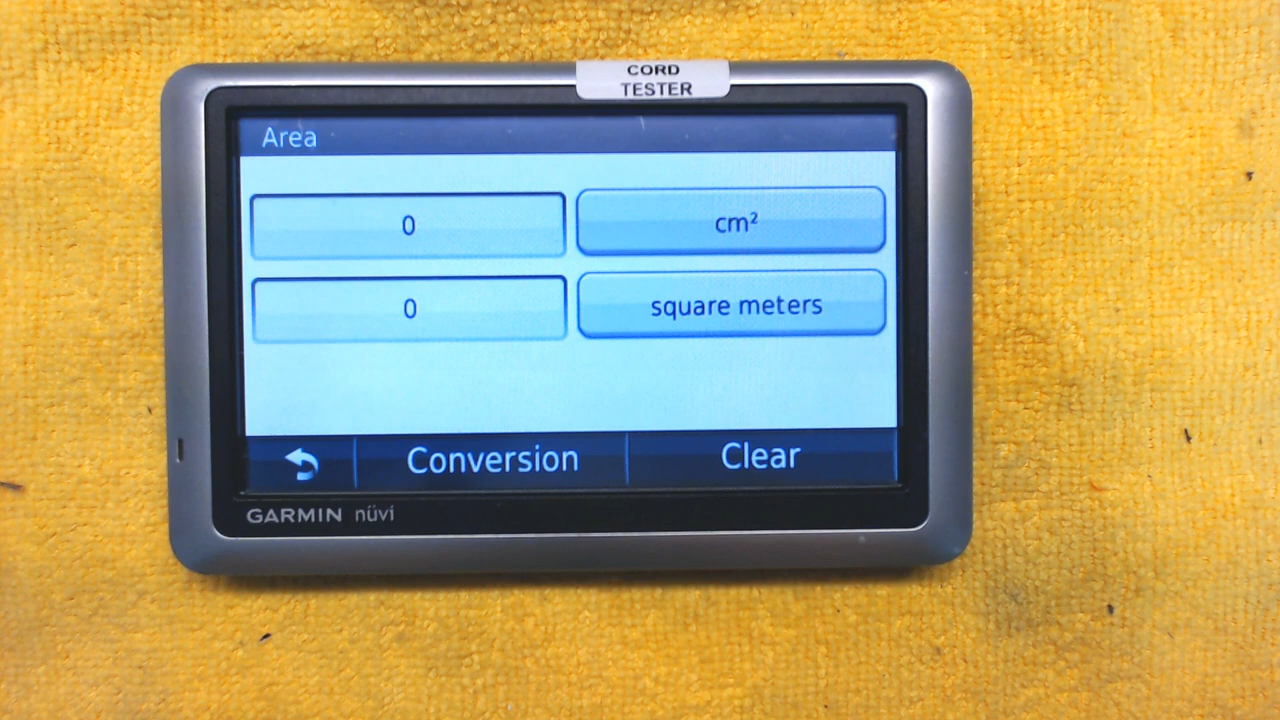 CORD
TESTER
Area
0
cm²
0
square meters
Conversion
Clear
GARMIN nüvi